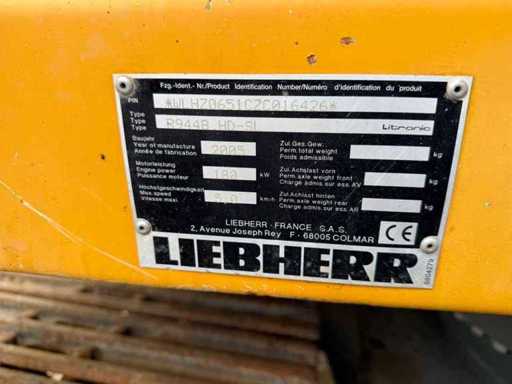 Fzg.-Ident.- Nr./Product Identification Number/Numéro d'identification du produit
PIN *WLHZ0651CZC016426*
Typ
Type R944B HD-SL Litronic
Type
Baujahr
Year of manufacture 2005
Année de fabrication
Zul.Ges.Gew.
Perm.total weight kg
Poids admissible
Motorleistung
Engine power 180 kW
Puissance moteur
Zul.Achslast vorn
Perm.axle weight front kg
Charge admis.sur ess.AV
Höchstgeschwindigkeit
Max.speed 5.0 km/h
Vitesse maxi
Zul.Achslast hinten
Perm.axle weight rear kg
Charge admis.sur ess.AR
LIEBHERR - FRANCE S.A.S.
2, Avenue Joseph Rey F - 68005 COLMAR
CE
LIEBHERR